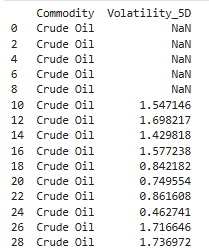 Commodity Volatility_5D
0 Crude Oil NaN
2 Crude Oil NaN
4 Crude Oil NaN
6 Crude Oil NaN
8 Crude Oil NaN
10 Crude Oil 1.547146
12 Crude Oil 1.698217
14 Crude Oil 1.429818
16 Crude Oil 1.577238
18 Crude Oil 0.842182
20 Crude Oil 0.749554
22 Crude Oil 0.861608
24 Crude Oil 0.462741
26 Crude Oil 1.716646
28 Crude Oil 1.736972